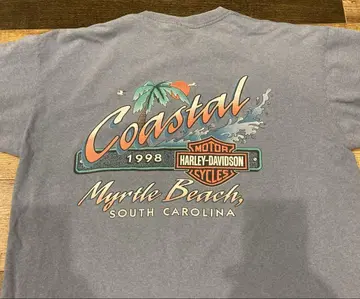 Coastal
1998
MOTOR
HARLEY-DAVIDSON
CYCLES
Myrtle Beach,
SOUTH CAROLINA